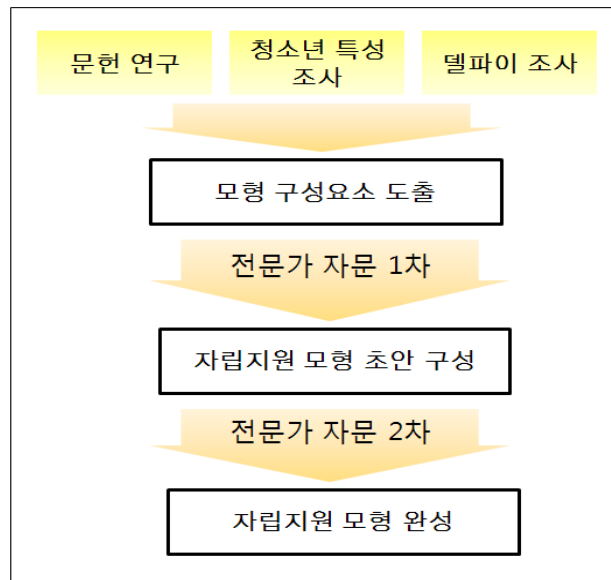 문헌 연구
청소년 특성
조사
델파이 조사
모형 구성요소 도출
전문가 자문 1차
자립지원 모형 초안 구성
전문가 자문 2차
자립지원 모형 완성